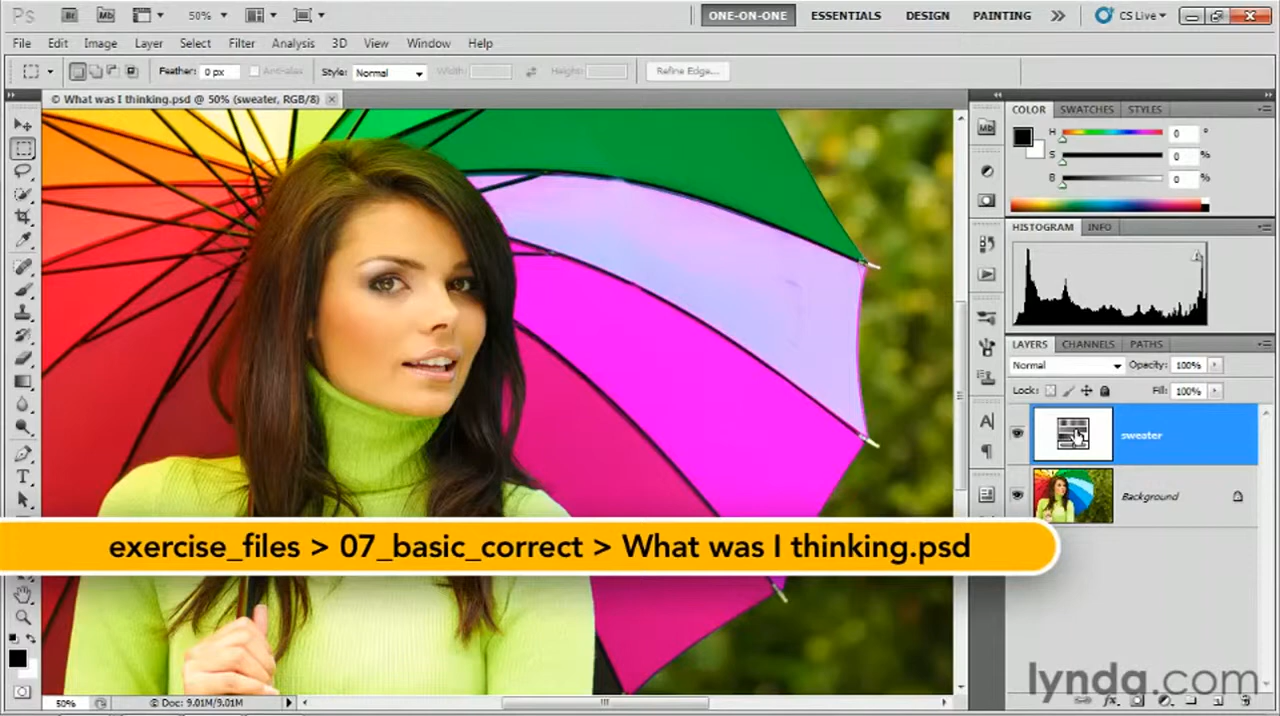 Ps Br Mb 50% ONE-ON-ONE ESSENTIALS DESIGN PAINTING CS Live
File Edit Image Layer Select Filter Analysis 3D View Window Help
Feather: 0 px Anti-alias Style: Normal Width: Height: Refine Edge...
© What was I thinking.psd @ 50% (sweater, RGB/8)
COLOR SWATCHES STYLES
Mb
H 0 °
S 0 %
B 0 %
HISTOGRAM INFO
LAYERS CHANNELS PATHS
Normal Opacity: 100%
Lock: Fill: 100%
sweater
Background
exercise_files > 07_basic_correct > What was I thinking.psd
lynda.com
50% © Doc: 9.01M/9.01M